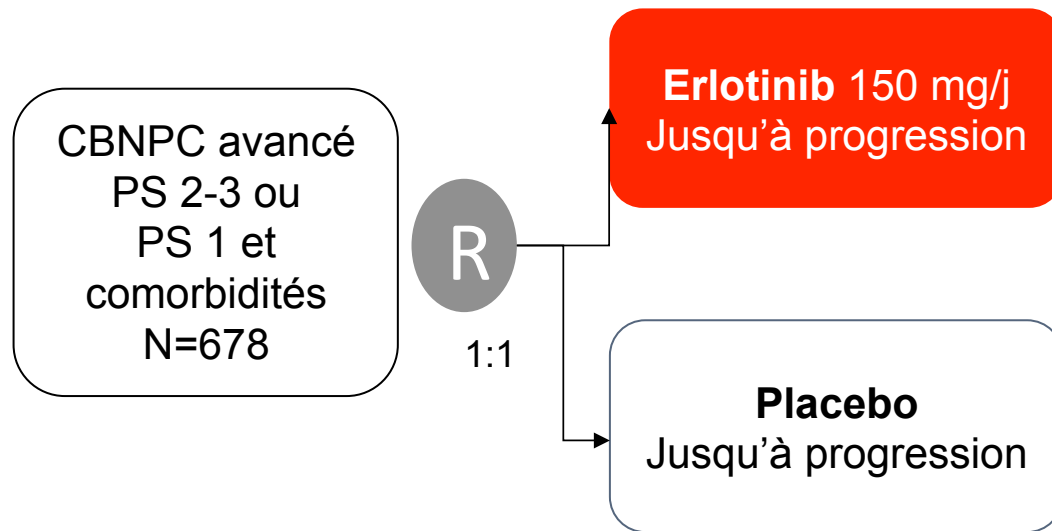 CBNPC avancé
PS 2-3 ou
PS 1 et
comorbidités
N=678
R
1:1
Erlotinib 150 mg/j
Jusqu’à progression
Placebo
Jusqu’à progression